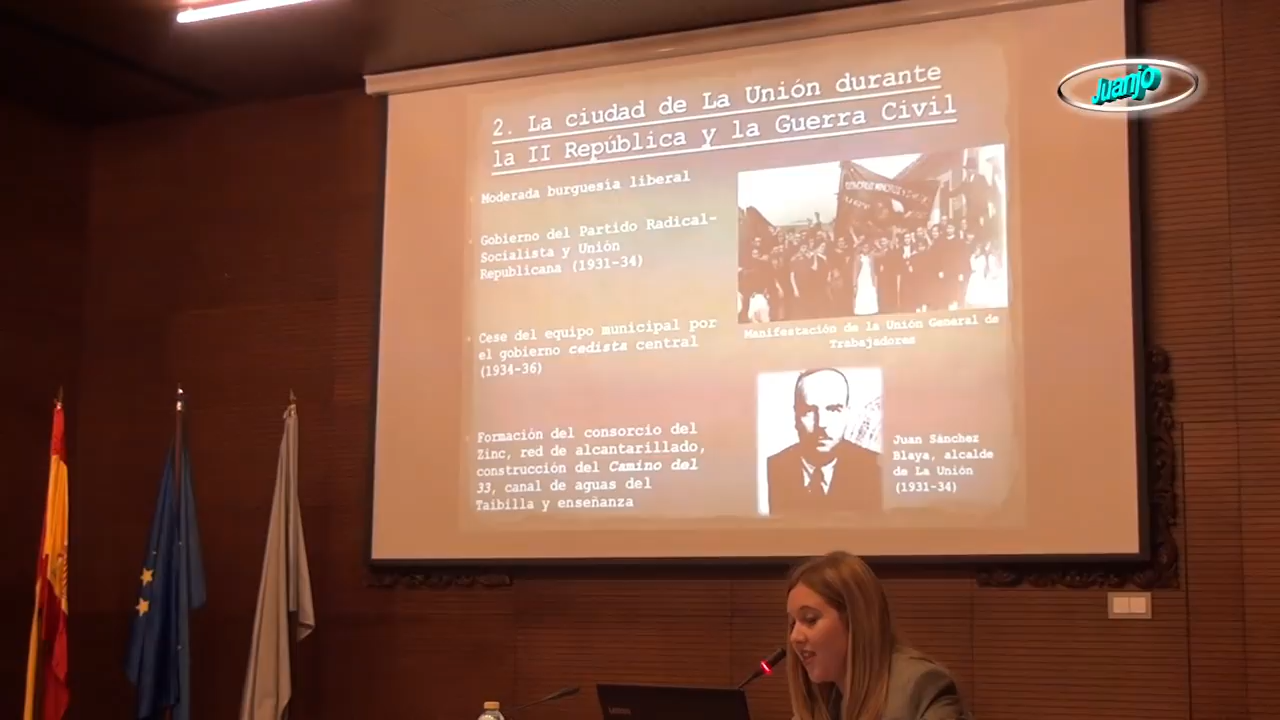 Juanjo
2. La ciudad de La Unión durante
la II República y la Guerra Civil
Moderada burguesía liberal
Gobierno del Partido Radical-
Socialista y Unión
Republicana (1931-34)
Cese del equipo municipal por
el gobierno cedista central
(1934-36)
Formación del consorcio del
Zinc, red de alcantarillado,
construcción del Camino del
33, canal de aguas del
Taibilla y enseñanza
Manifestación de la Unión General de
Trabajadores
Juan Sánchez
Blaya, alcalde
de La Unión
(1931-34)